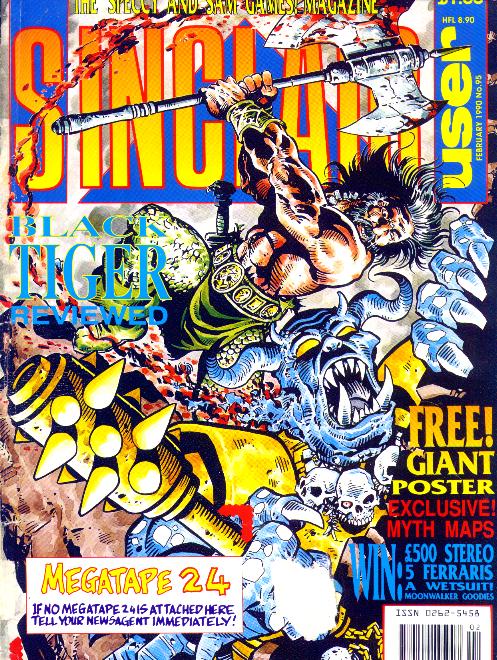 THE SPECCY AND SAM GAMES MAGAZINE
SINCLAIR
user
HFL 8.90
FEBRUARY 1990 No.95
BLACK
TIGER
REVIEWED
FREE!
GIANT
POSTER
EXCLUSIVE!
MYTH MAPS
WIN:
£500 STEREO
5 FERRARIS
A WETSUIT!
MOONWALKER GOODIES
MEGATAPE 24
IF NO MEGATAPE 24 IS ATTACHED HERE
TELL YOUR NEWSAGENT IMMEDIATELY!
ISSN 0262-5458
02